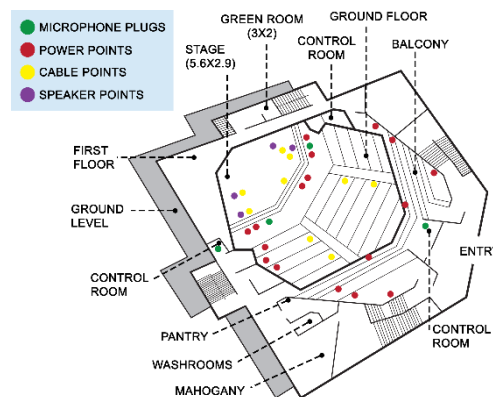 MICROPHONE PLUGS
POWER POINTS
CABLE POINTS
SPEAKER POINTS
GREEN ROOM
(3X2)
GROUND FLOOR
STAGE
(5.6X2.9)
CONTROL
ROOM
BALCONY
FIRST
FLOOR
GROUND
LEVEL
CONTROL
ROOM
ENTRY
PANTRY
WASHROOMS
MAHOGANY
CONTROL
ROOM